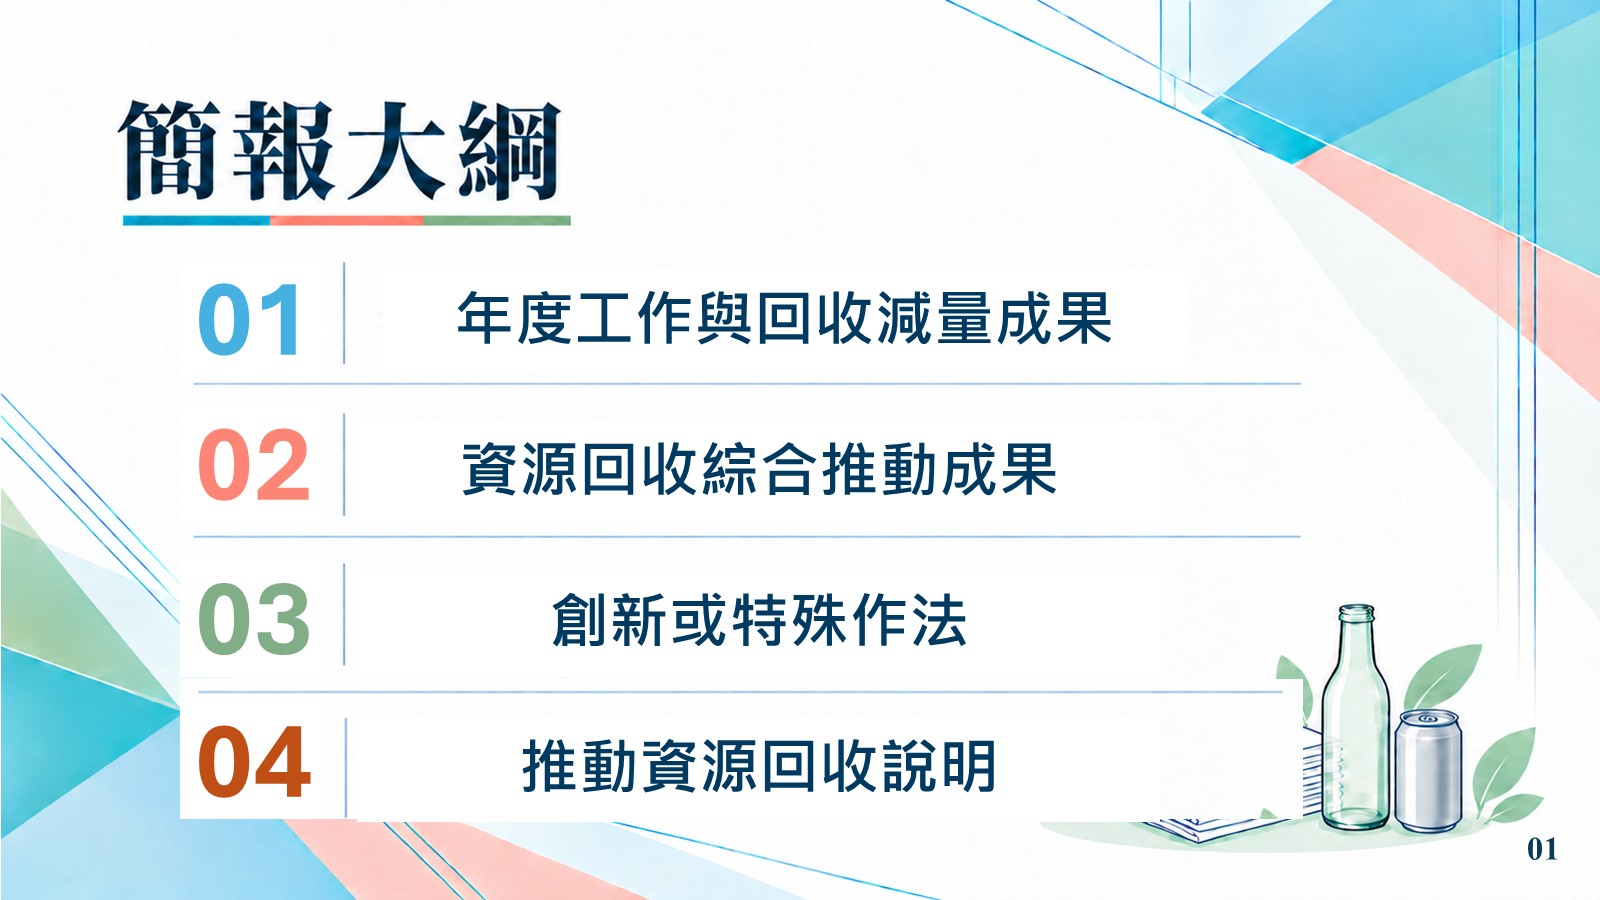 簡報大綱
01 年度工作與回收減量成果
02 資源回收綜合推動成果
03 創新或特殊作法
04 推動資源回收說明
01